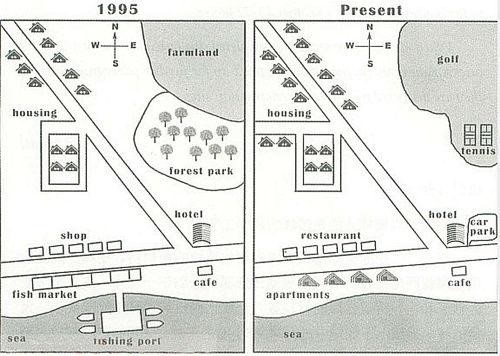 1995
N
W E
S
farmland
housing
forest park
hotel
shop
fish market
cafe
sea
fishing port
Present
N
W E
S
golf
housing
tennis
hotel
car
park
restaurant
apartments
cafe
sea